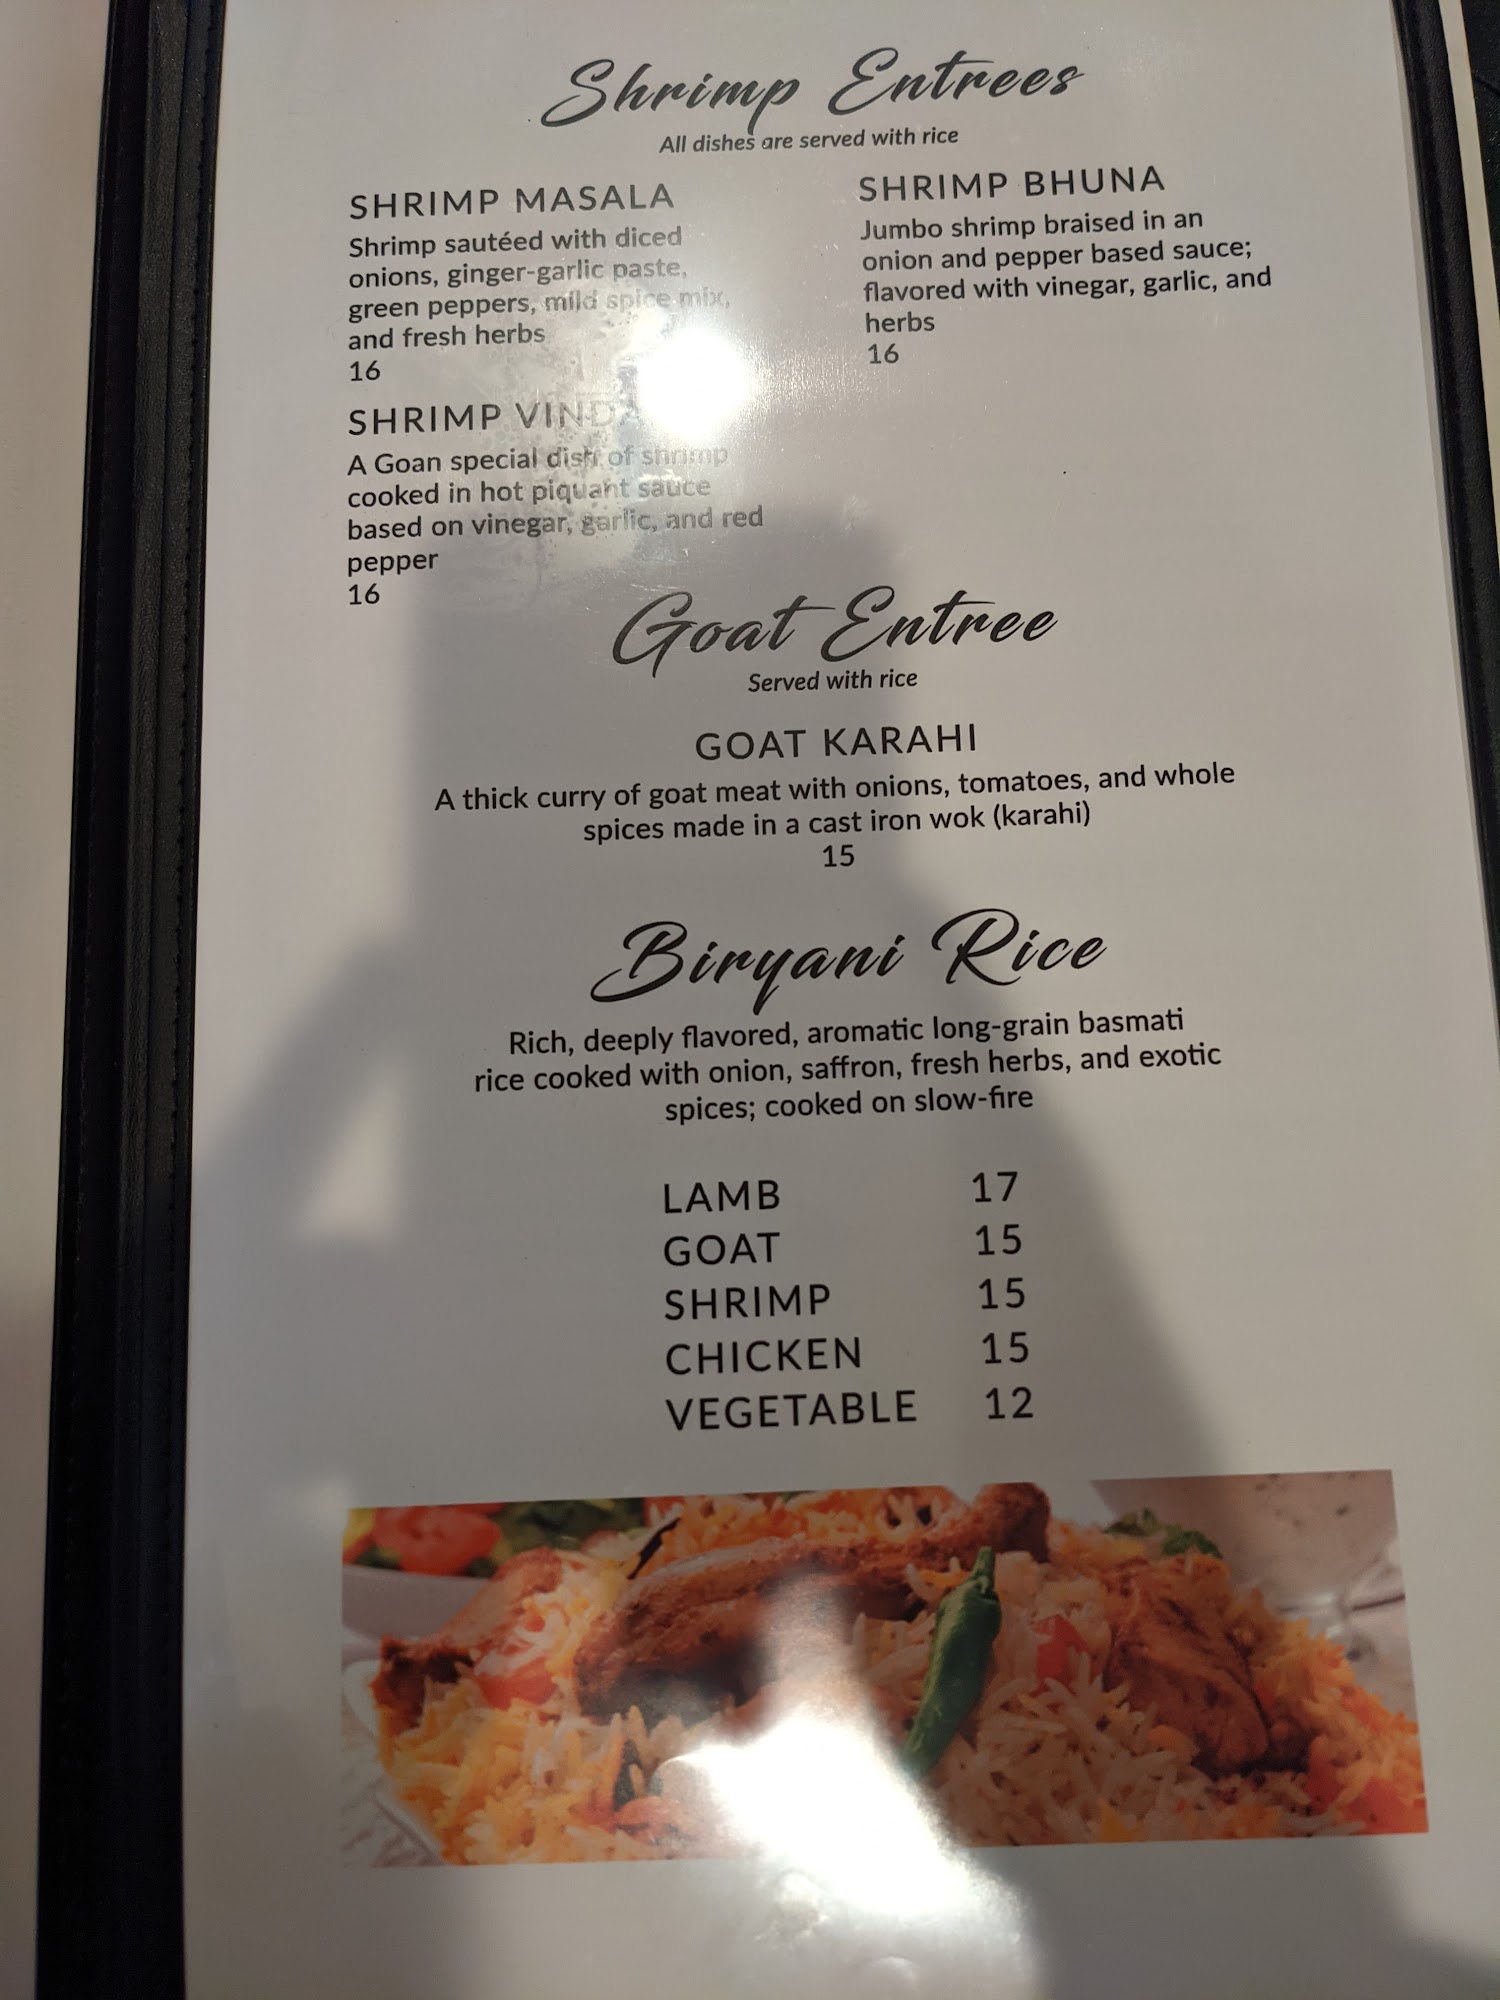 Shrimp Entrees
All dishes are served with rice
SHRIMP MASALA
Shrimp sautéed with diced
onions, ginger-garlic paste,
green peppers, mild spice mix,
and fresh herbs
16
SHRIMP BHUNA
Jumbo shrimp braised in an
onion and pepper based sauce;
flavored with vinegar, garlic, and
herbs
16
SHRIMP
A Goan special dish of shrimp
cooked in hot piquant sauce
based on vinegar, garlic, and red
pepper
16
Goat Entree
Served with rice
GOAT KARAHI
A thick curry of goat meat with onions, tomatoes, and whole
spices made in a cast iron wok (karahi)
15
Biryani Rice
Rich, deeply flavored, aromatic long-grain basmati
rice cooked with onion, saffron, fresh herbs, and exotic
spices; cooked on slow-fire
LAMB 17
GOAT 15
SHRIMP 15
CHICKEN 15
VEGETABLE 12